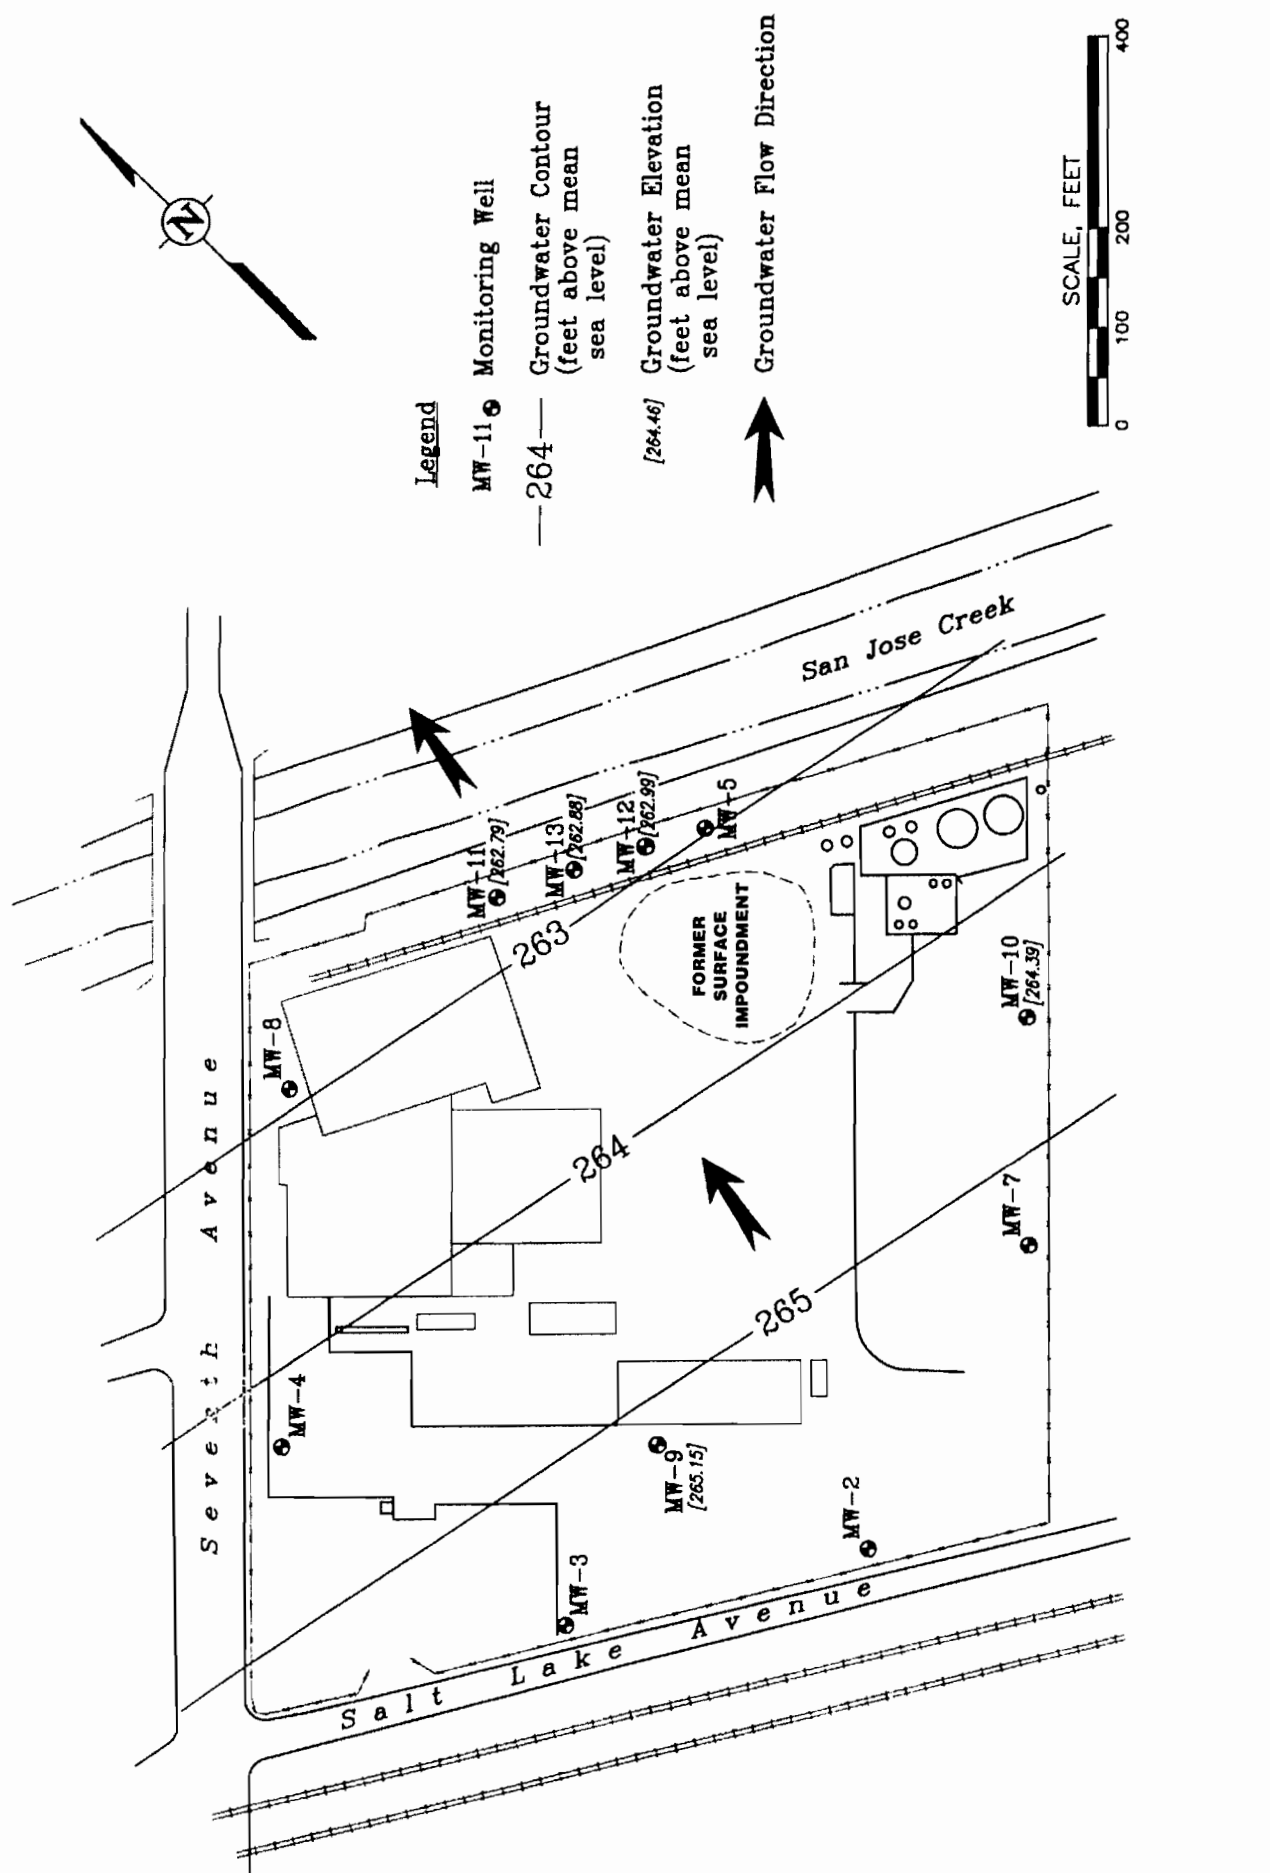 N
Legend
MW-11 Monitoring Well
—264— Groundwater Contour
(feet above mean
sea level)
[264.46] Groundwater Elevation
(feet above mean
sea level)
Groundwater Flow Direction
SCALE, FEET
0 100 200 400
San Jose Creek
Seventh Avenue
Salt Lake Avenue
MW-11
[262.79]
MW-13
[262.88]
MW-12
[262.99]
MW-5
263
FORMER
SURFACE
IMPOUNDMENT
MW-8
MW-10
[264.39]
264
MW-7
265
MW-4
MW-9
[265.15]
MW-2
MW-3